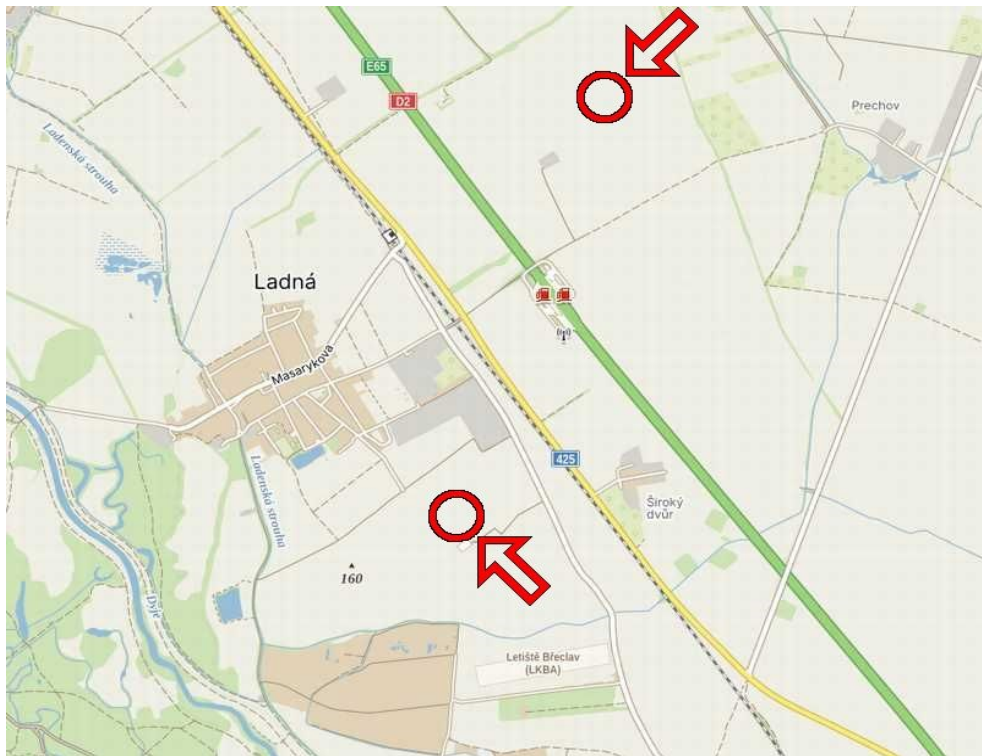 E65
D2
Prechov
Ladenská strouha
Ladná
Masarykova
425
Široký
dvůr
Ladenská strouha
160
Dyje
Letiště Břeclav
(LKBA)